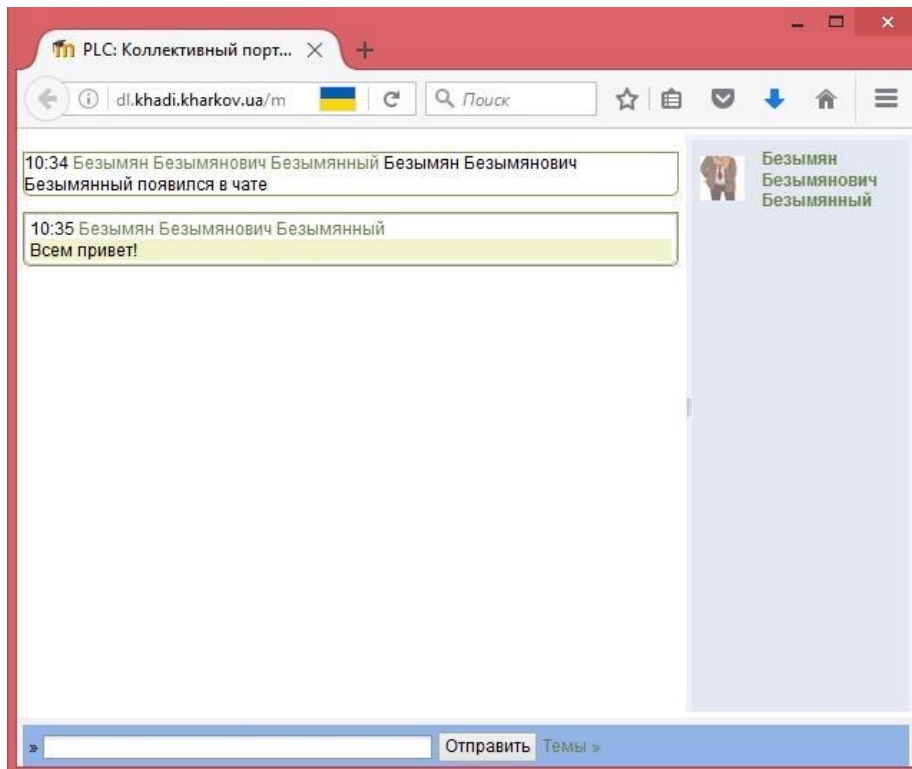 PLC: Коллективный порт...
dl.khadi.kharkov.ua/m
Поиск
10:34 Безымян Безымянович Безымянный Безымян Безымянович
Безымянный появился в чате
10:35 Безымян Безымянович Безымянный
Всем привет!
Безымян
Безымянович
Безымянный
» Отправить Темы »